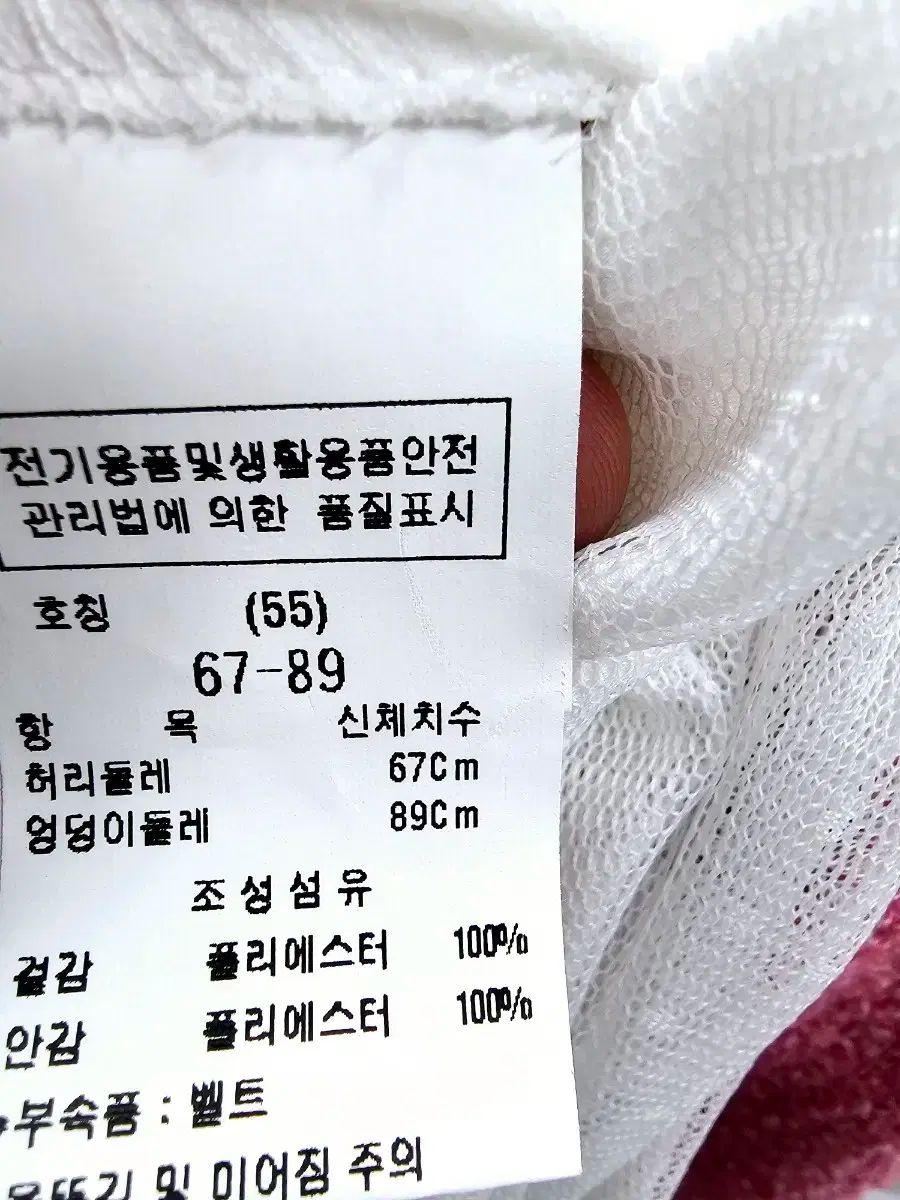 전기용품및생활용품안전
관리법에 의한 품질표시
호칭 (55)
67-89
항 목 신체치수
허리둘레 67Cm
엉덩이둘레 89Cm
조성섬유
겉감 폴리에스터 100%
안감 폴리에스터 100%
부속품 : 벨트
및 미어짐 주의